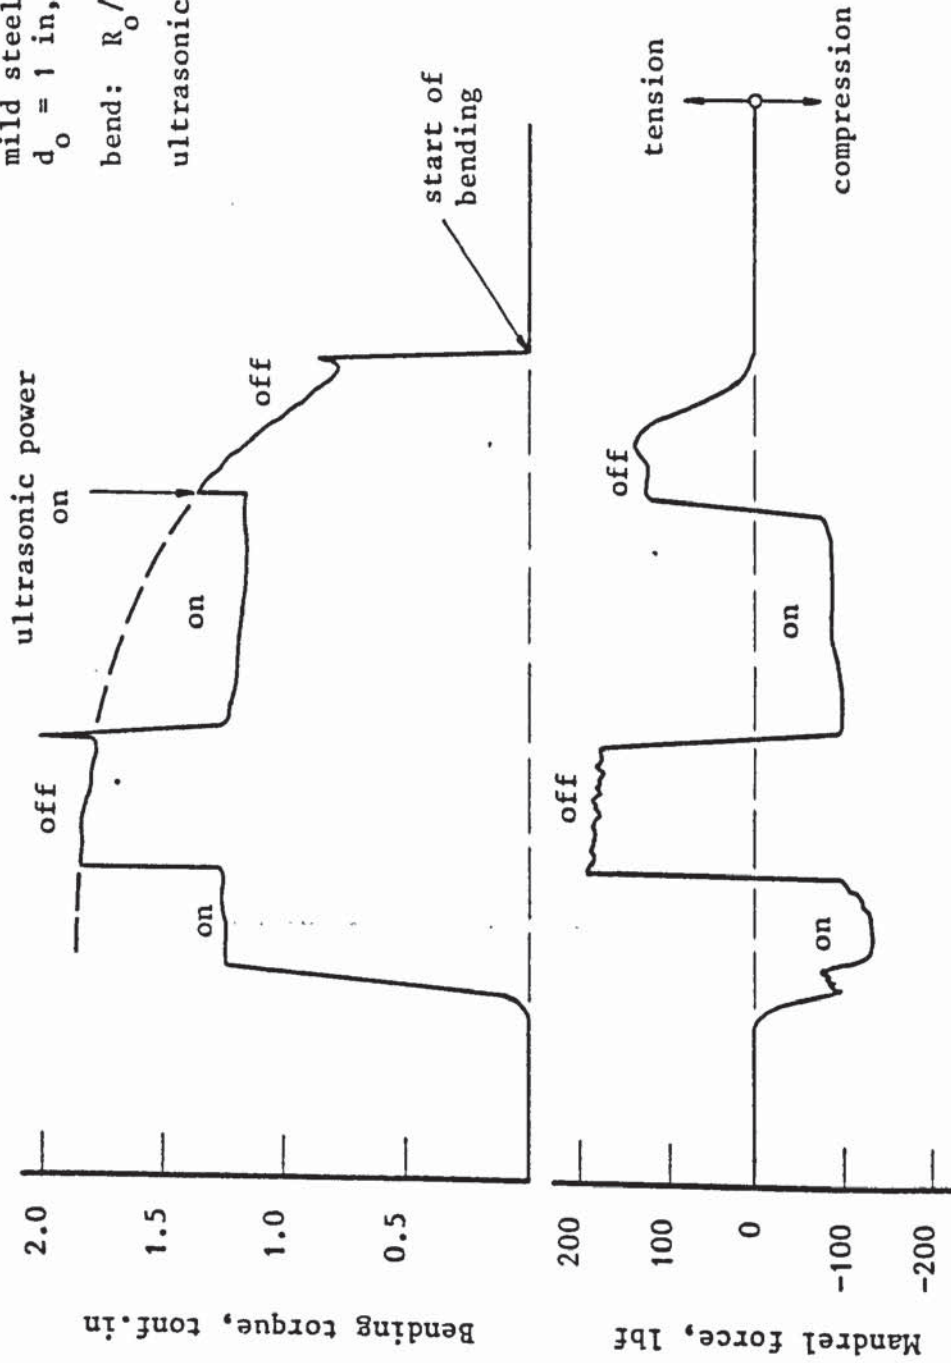 mild steel
d₀ = 1 in,
bend: R₀/
ultrasonic
ultrasonic power
on
off
on
off
on
start of
bending
2.0
1.5
1.0
0.5
Bending torque, tonf.in
tension
compression
off
on
off
on
200
100
0
-100
-200
Mandrel force, lbf